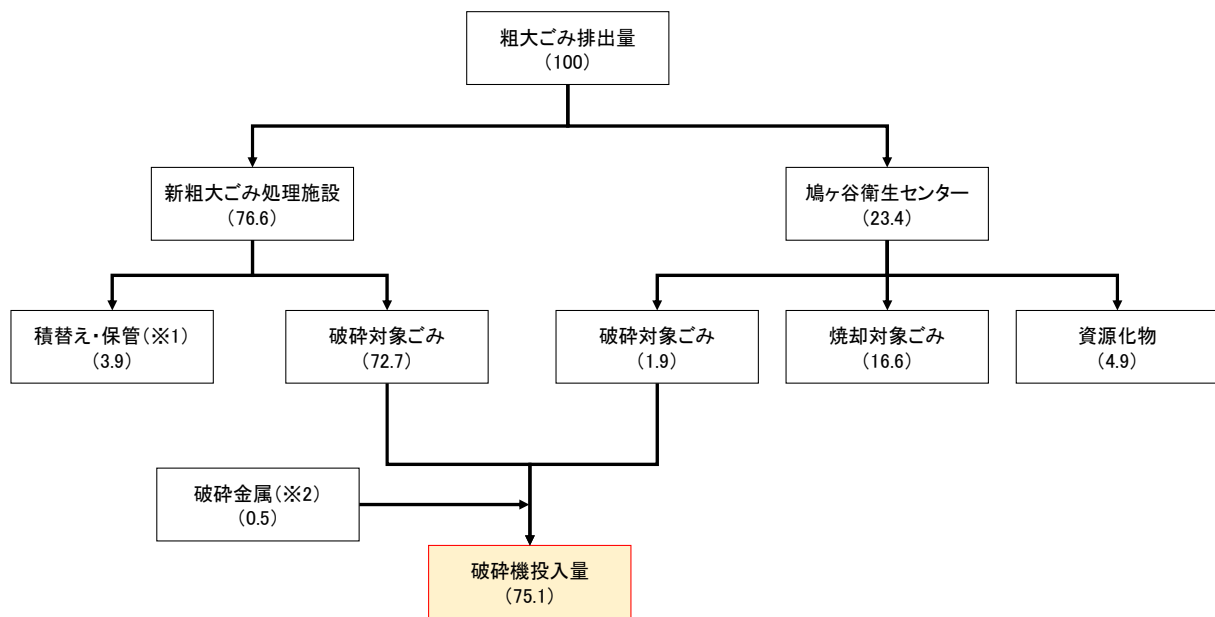 粗大ごみ排出量
（100）
新粗大ごみ処理施設
（76.6）
鳩ヶ谷衛生センター
（23.4）
積替え・保管（※1）
（3.9）
破砕対象ごみ
（72.7）
破砕対象ごみ
（1.9）
焼却対象ごみ
（16.6）
資源化物
（4.9）
破砕金属（※2）
（0.5）
破砕機投入量
（75.1）